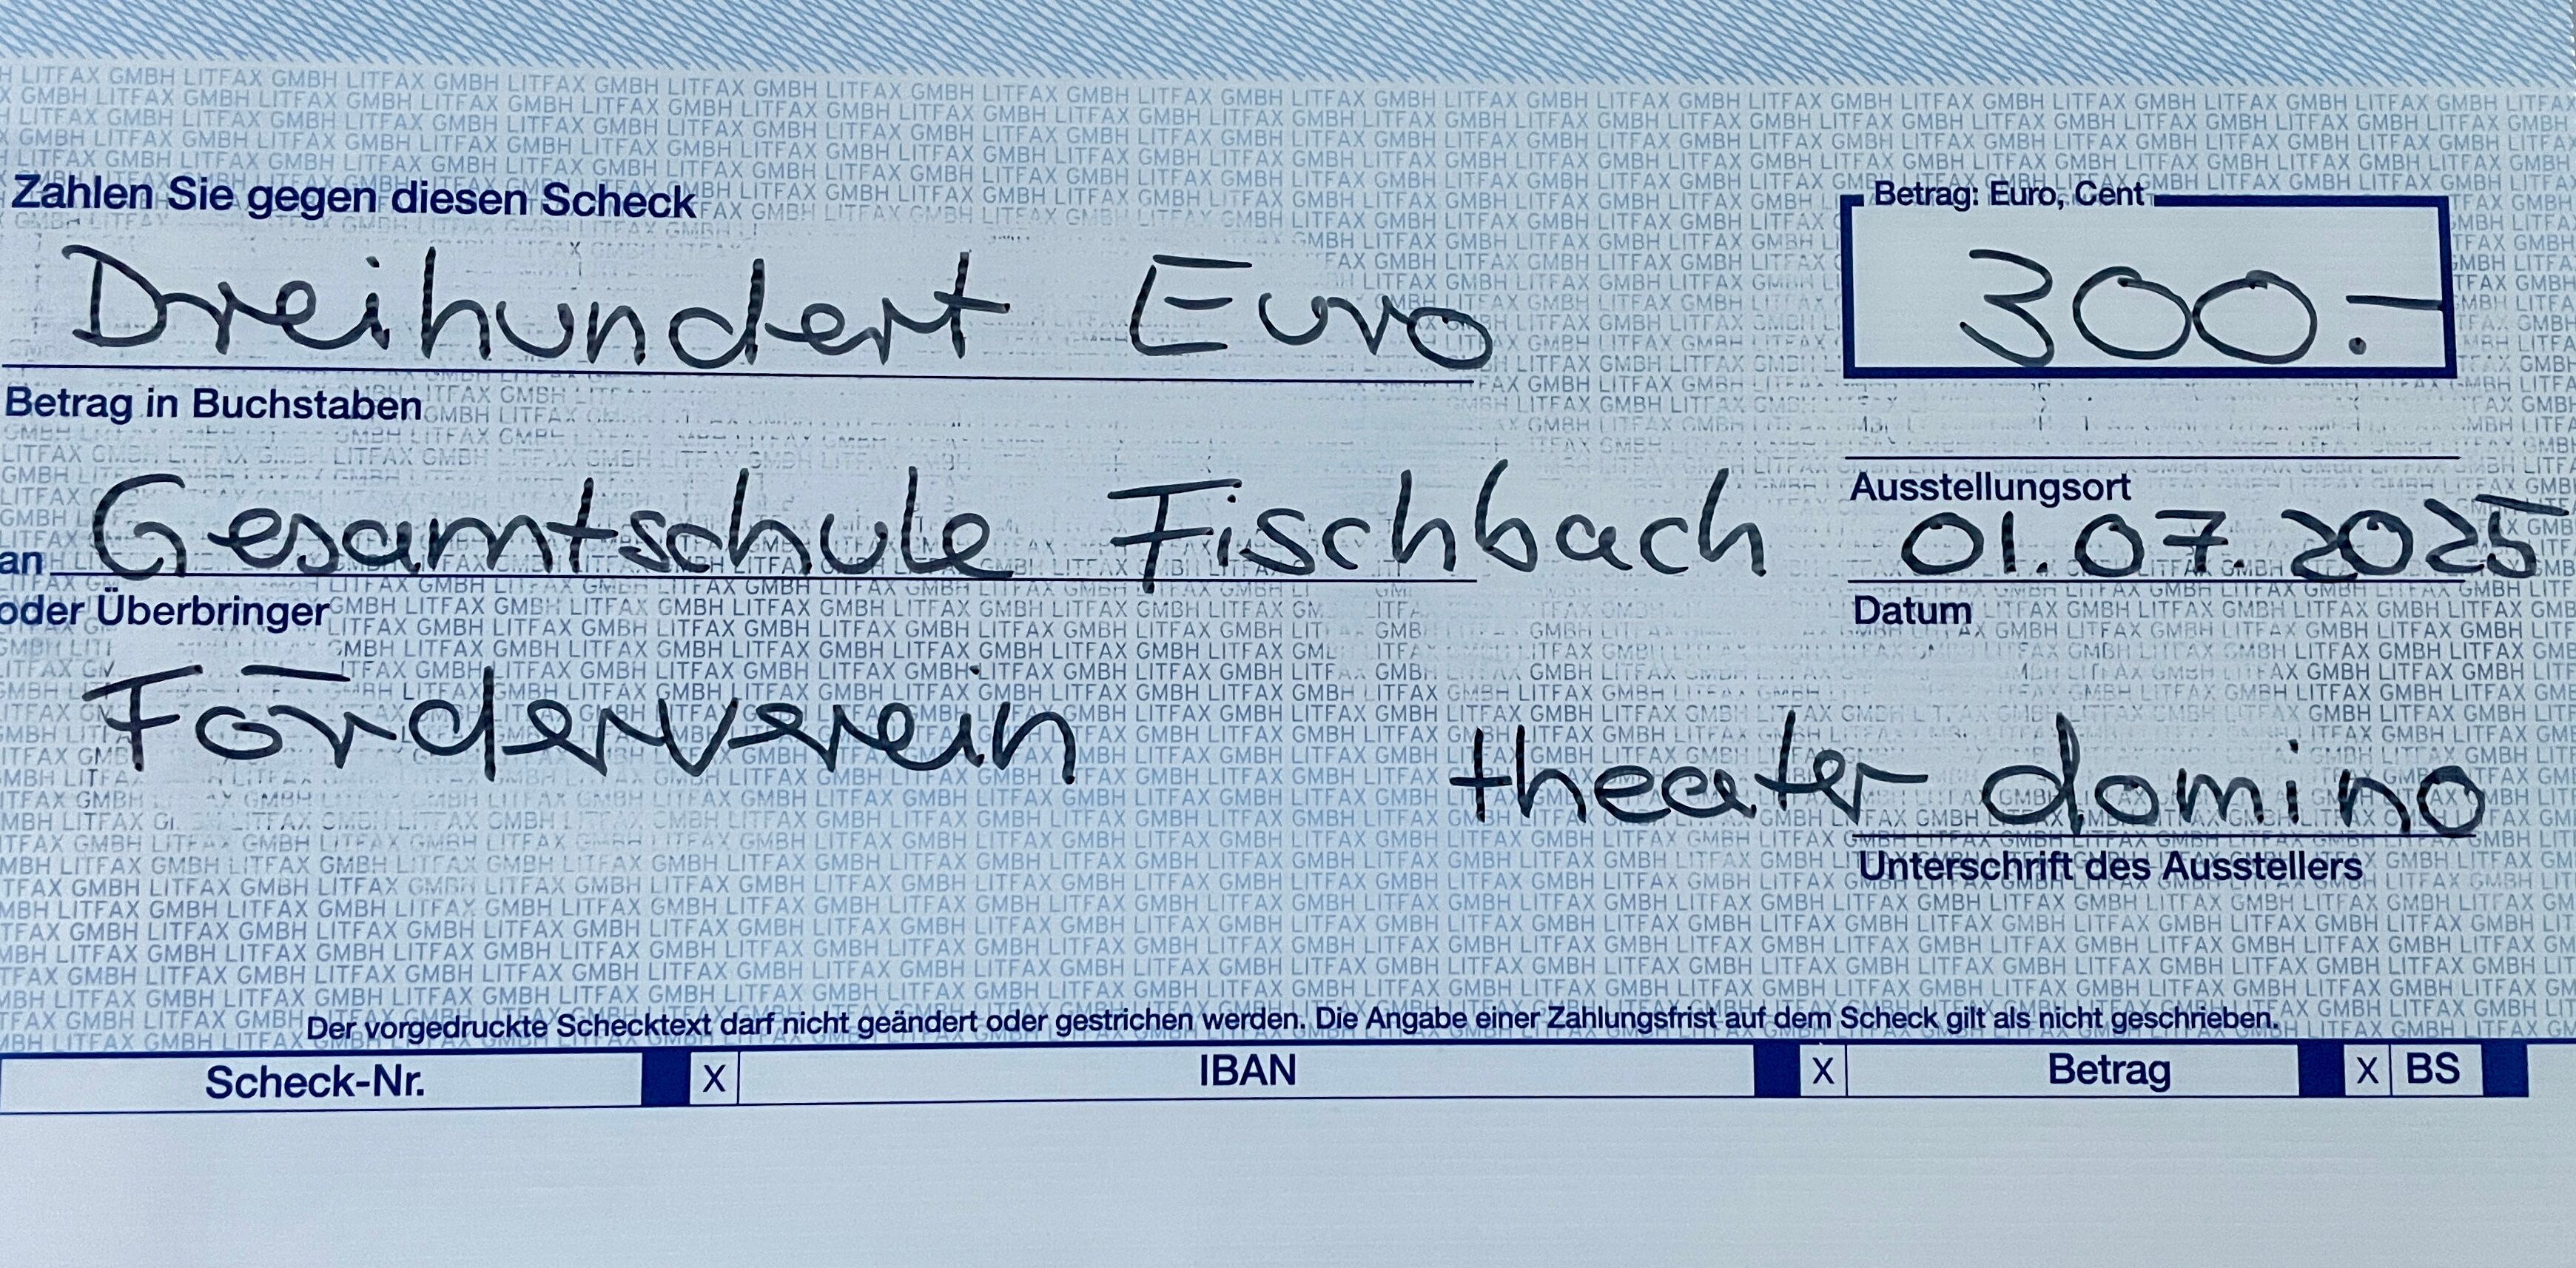 Zahlen Sie gegen diesen Scheck
Betrag: Euro, Cent
Dreihundert Euro 300.-
Betrag in Buchstaben
Ausstellungsort
an Gesamtschule Fischbach 01.07.2025
oder Überbringer Datum
Förderverein theater domino
Unterschrift des Ausstellers
Der vorgedruckte Schecktext darf nicht geändert oder gestrichen werden. Die Angabe einer Zahlungsfrist auf dem Scheck gilt als nicht geschrieben.
Scheck-Nr. X IBAN X Betrag X BS
LITFAX GMBH